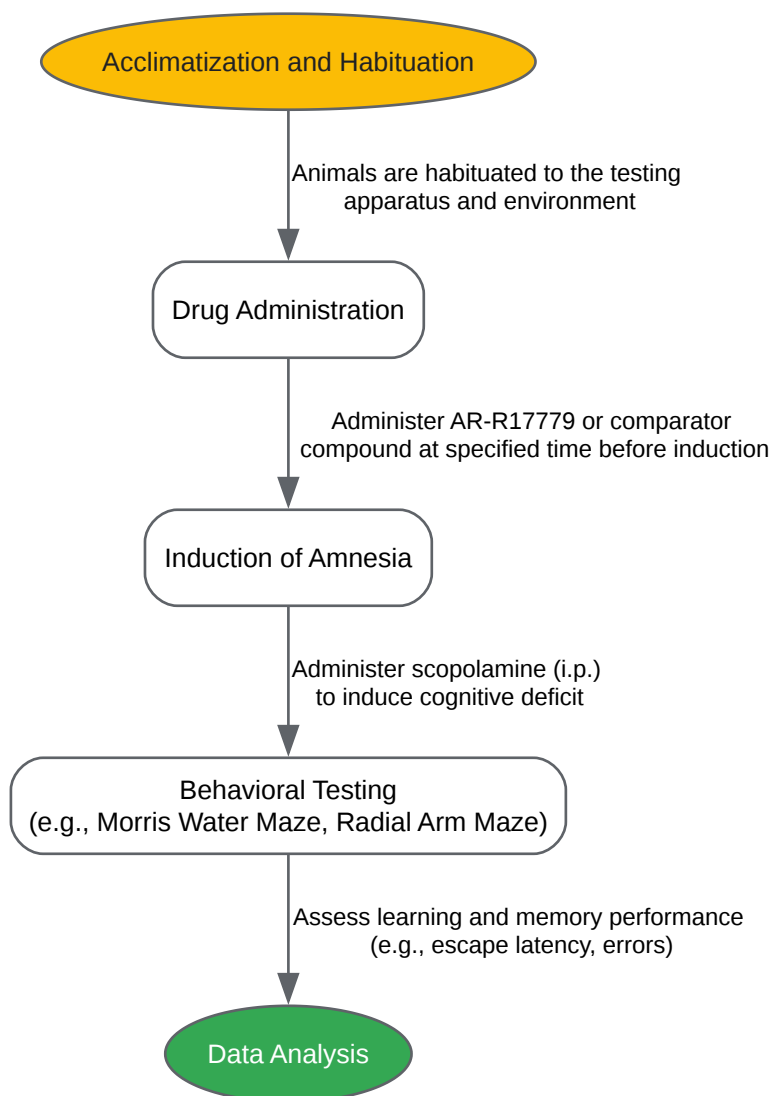 Acclimatization and Habituation
Animals are habituated to the testing
apparatus and environment
Drug Administration
Administer AR-R17779 or comparator
compound at specified time before induction
Induction of Amnesia
Administer scopolamine (i.p.)
to induce cognitive deficit
Behavioral Testing
(e.g., Morris Water Maze, Radial Arm Maze)
Assess learning and memory performance
(e.g., escape latency, errors)
Data Analysis